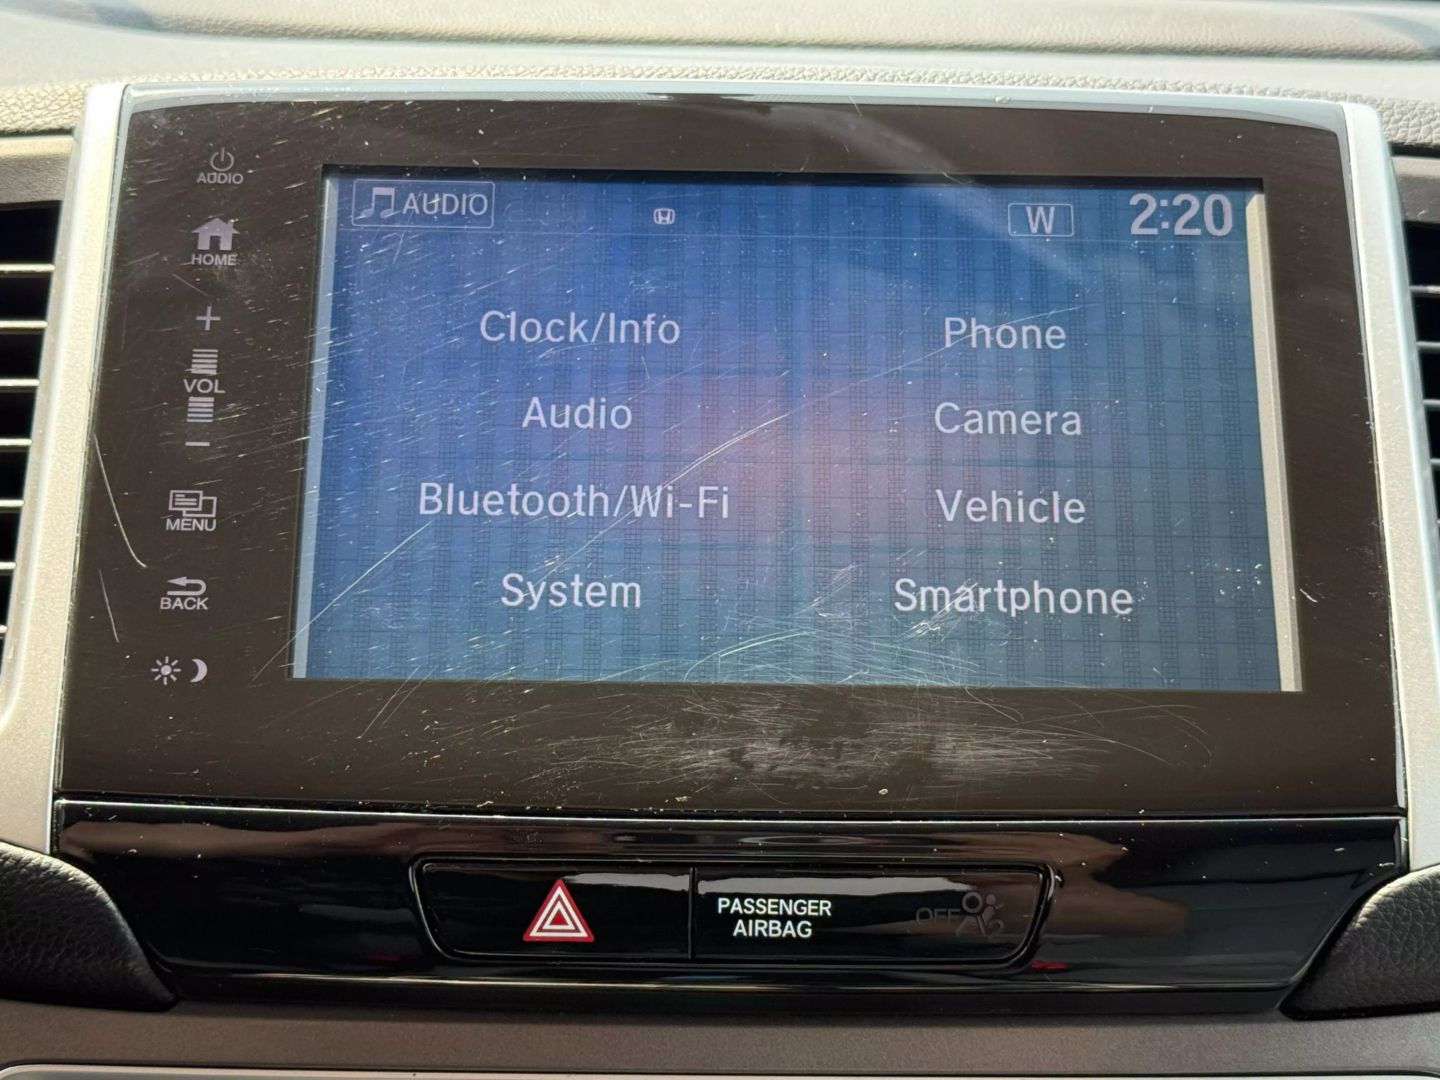 AUDIO
HOME
+
VOL
−
MENU
BACK
AUDIO
W
2:20
Clock/Info
Phone
Audio
Camera
Bluetooth/Wi-Fi
Vehicle
System
Smartphone
PASSENGER
AIRBAG
OFF